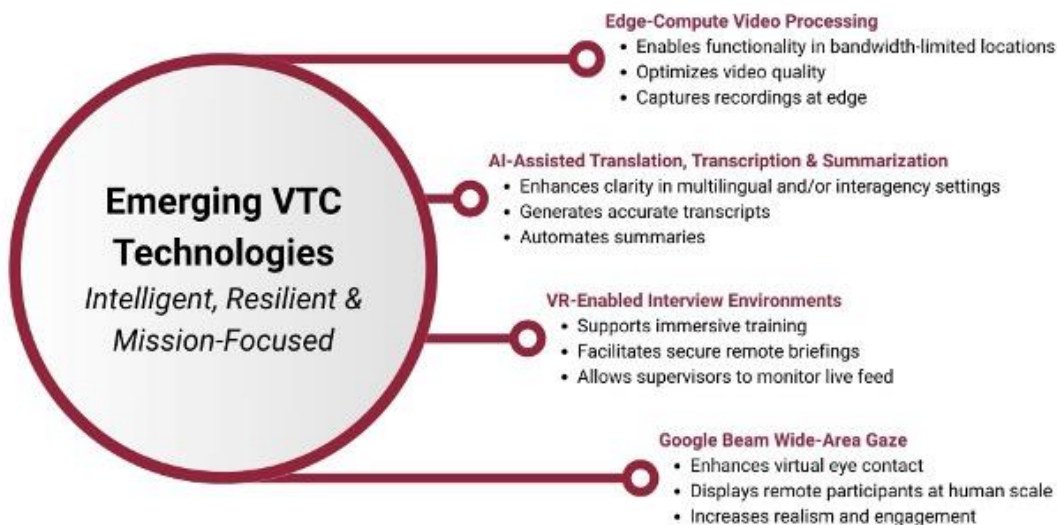 Emerging VTC
Technologies
Intelligent, Resilient &
Mission-Focused
Edge-Compute Video Processing
• Enables functionality in bandwidth-limited locations
• Optimizes video quality
• Captures recordings at edge
AI-Assisted Translation, Transcription & Summarization
• Enhances clarity in multilingual and/or interagency settings
• Generates accurate transcripts
• Automates summaries
VR-Enabled Interview Environments
• Supports immersive training
• Facilitates secure remote briefings
• Allows supervisors to monitor live feed
Google Beam Wide-Area Gaze
• Enhances virtual eye contact
• Displays remote participants at human scale
• Increases realism and engagement